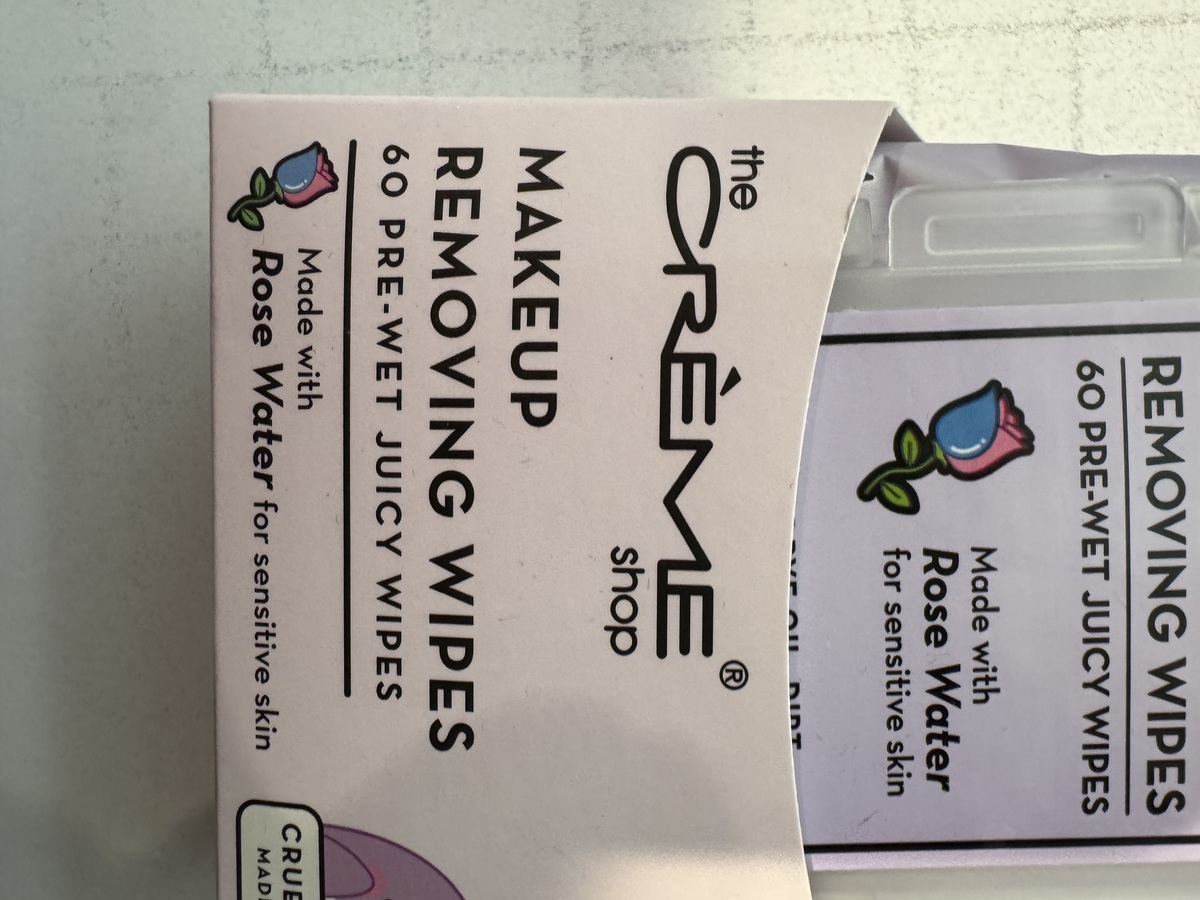 the
CRÈME
shop
®
MAKEUP
REMOVING WIPES
60 PRE-WET JUICY WIPES
Made with
Rose Water for sensitive skin
REMOVING WIPES
60 PRE-WET JUICY WIPES
Made with
Rose Water
for sensitive skin